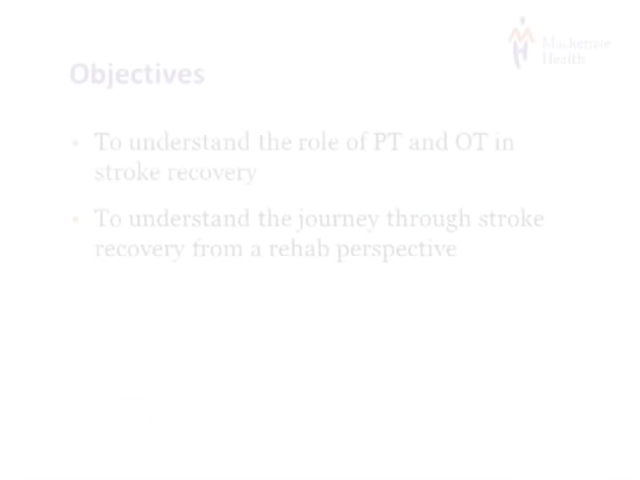 Mackenzie
Health
Objectives
• To understand the role of PT and OT in
stroke recovery
• To understand the journey through stroke
recovery from a rehab perspective